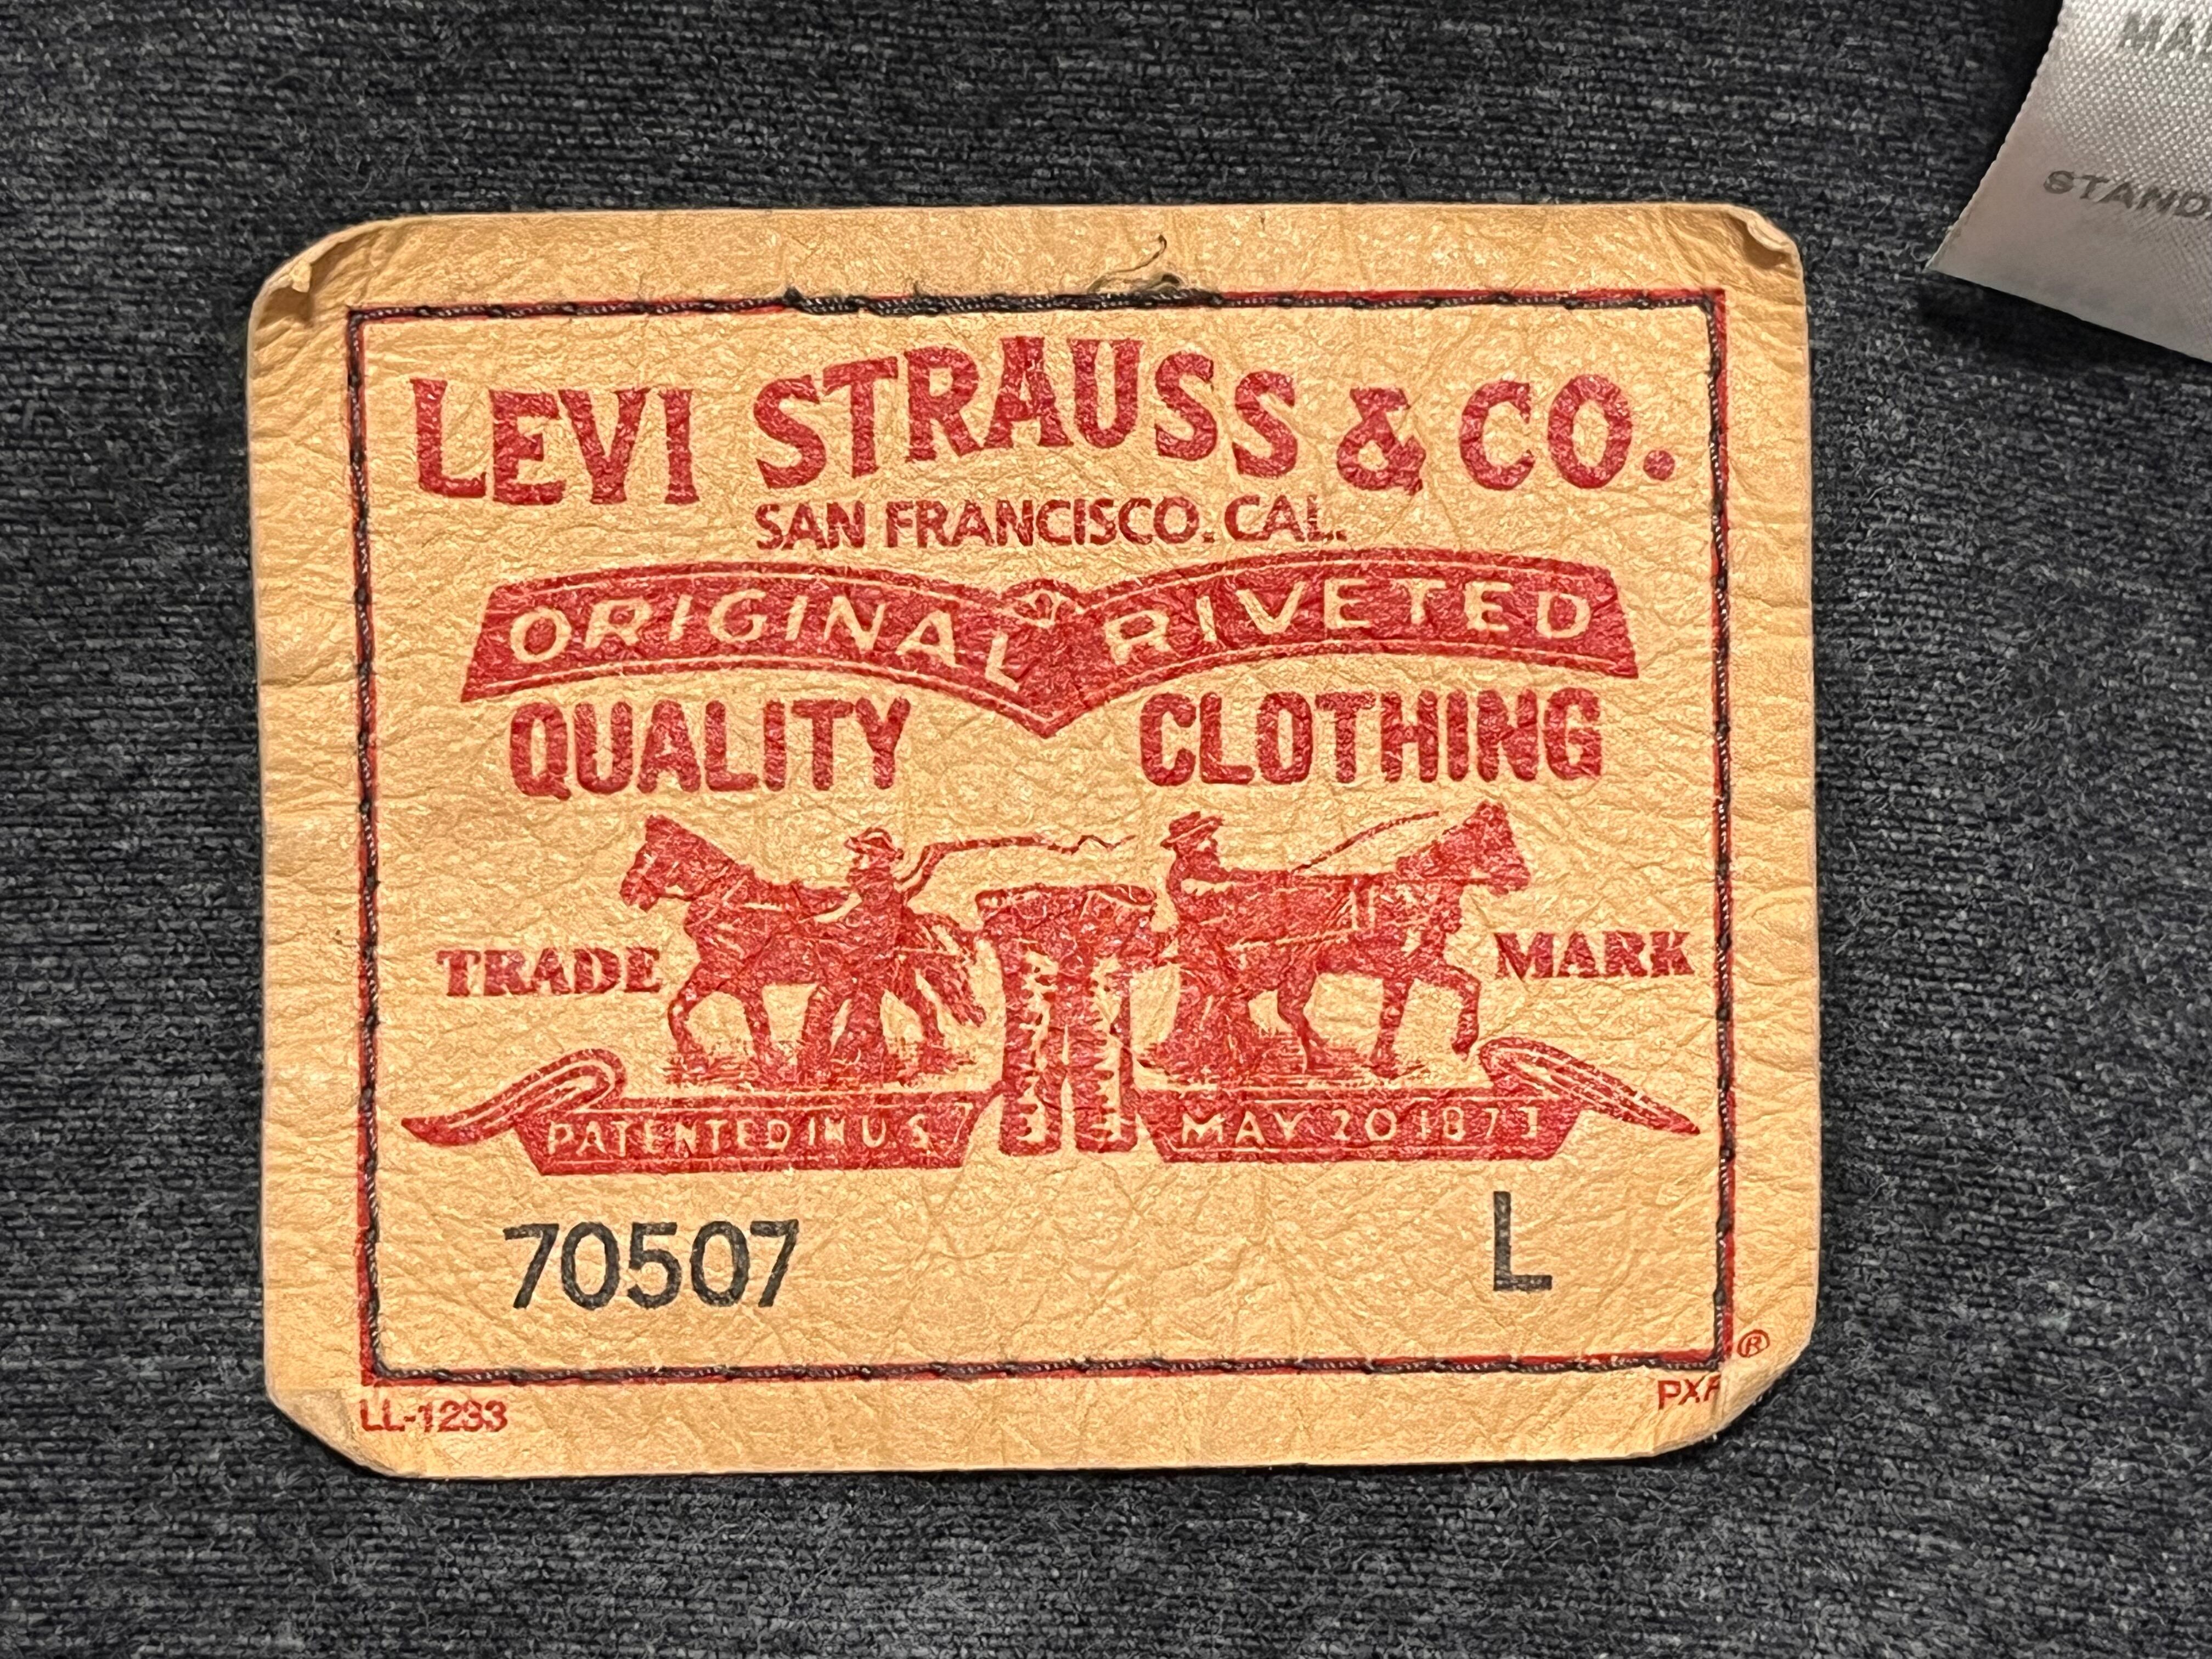 STAND
LEVI STRAUSS & CO.
SAN FRANCISCO. CAL.
ORIGINAL RIVETED
QUALITY CLOTHING
TRADE MARK
PATENTED IN U S MAY 20 1873
70507 L
®
LL-1233